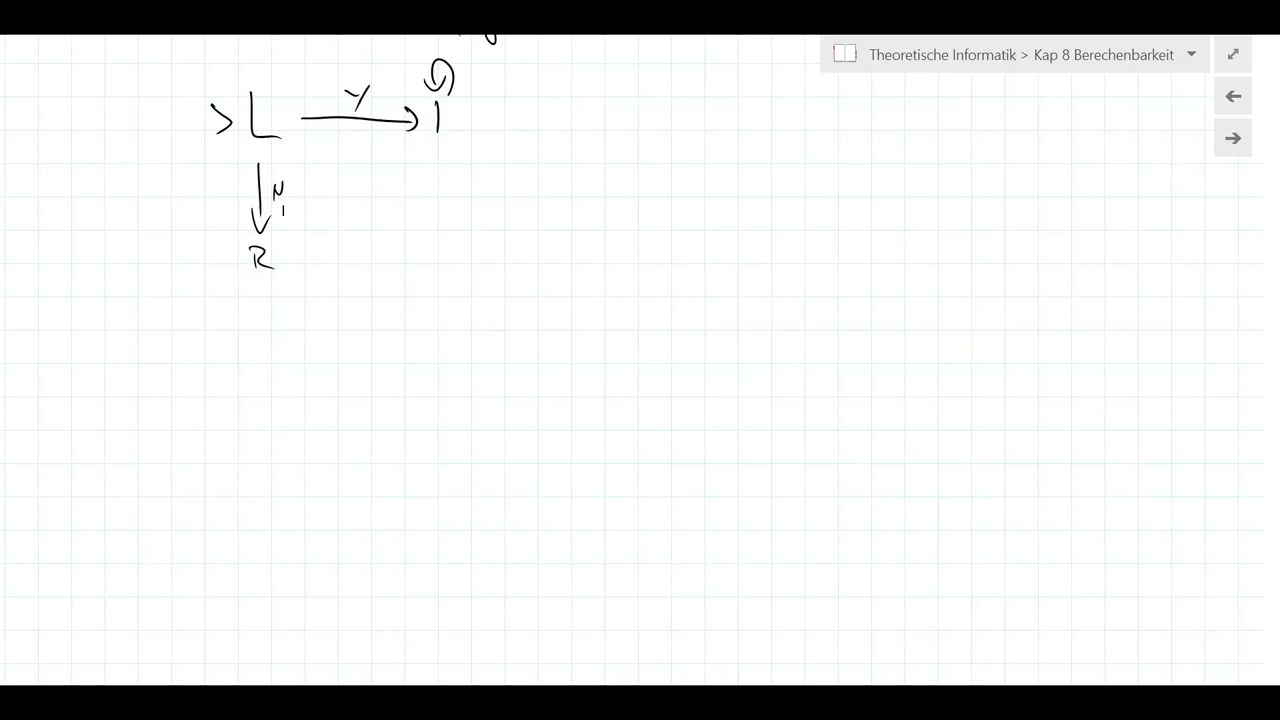 Theoretische Informatik > Kap 8 Berechenbarkeit
Y
> L
N
R